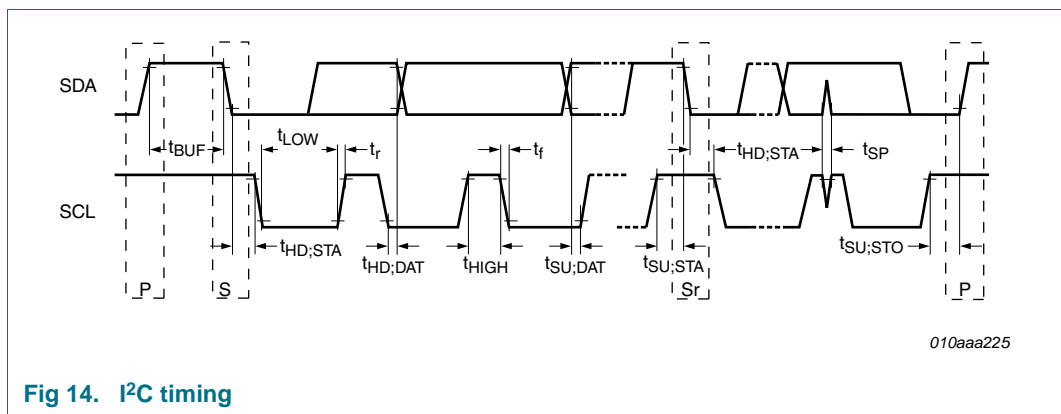 SDA
tBUF
tLOW
tr
tf
tHD;STA
tSP
SCL
tHD;STA
tHD;DAT
tHIGH
tSU;DAT
tSU;STA
tSU;STO
P
S
Sr
P
010aaa225
Fig 14. I²C timing